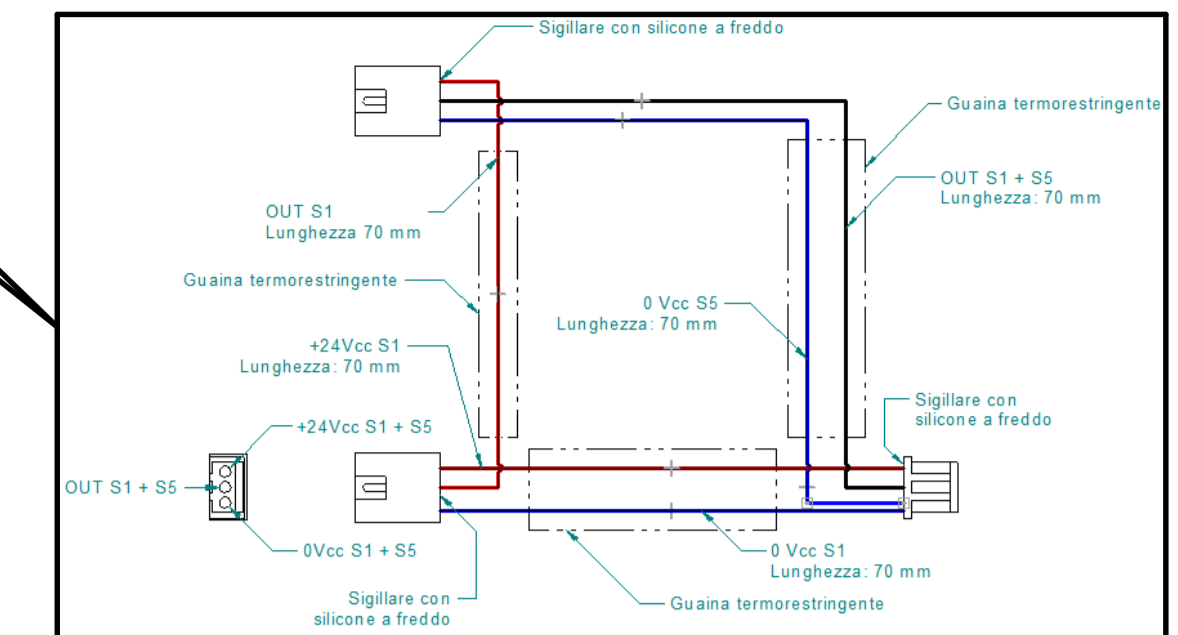 Sigillare con silicone a freddo
Guaina termorestringente
OUT S1 + S5
Lunghezza: 70 mm
OUT S1
Lunghezza 70 mm
Guaina termorestringente
0 Vcc S5
Lunghezza: 70 mm
+24Vcc S1
Lunghezza: 70 mm
Sigillare con
silicone a freddo
+24Vcc S1 + S5
OUT S1 + S5
0Vcc S1 + S5
0 Vcc S1
Lunghezza: 70 mm
Sigillare con
silicone a freddo
Guaina termorestringente